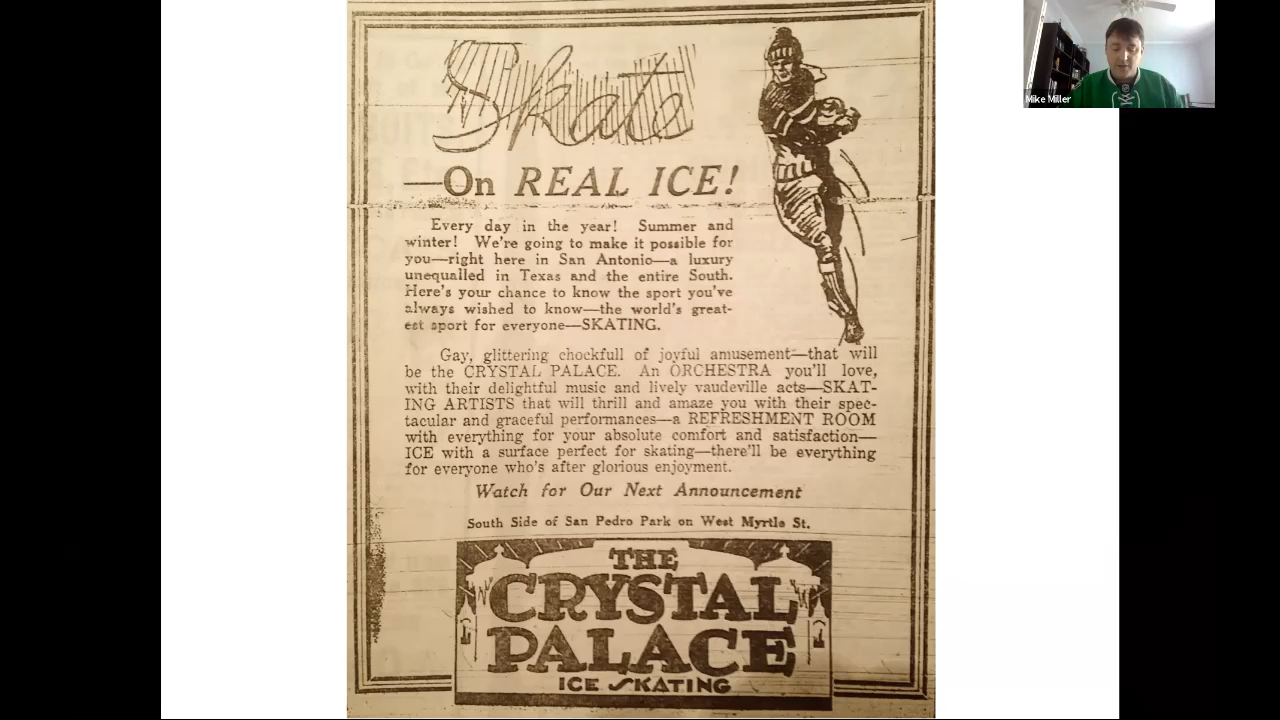 Skate
—On REAL ICE!
Every day in the year! Summer and
winter! We're going to make it possible for
you—right here in San Antonio—a luxury
unequalled in Texas and the entire South.
Here's your chance to know the sport you've
always wished to know—the world's great-
est sport for everyone—SKATING.
Gay, glittering chockfull of joyful amusement—that will
be the CRYSTAL PALACE. An ORCHESTRA you'll love,
with their delightful music and lively vaudeville acts—SKAT-
ING ARTISTS that will thrill and amaze you with their spec-
tacular and graceful performances—a REFRESHMENT ROOM
with everything for your absolute comfort and satisfaction—
ICE with a surface perfect for skating—there'll be everything
for everyone who's after glorious enjoyment.
Watch for Our Next Announcement
South Side of San Pedro Park on West Myrtle St.
THE
CRYSTAL
PALACE
ICE SKATING
Mike Miller